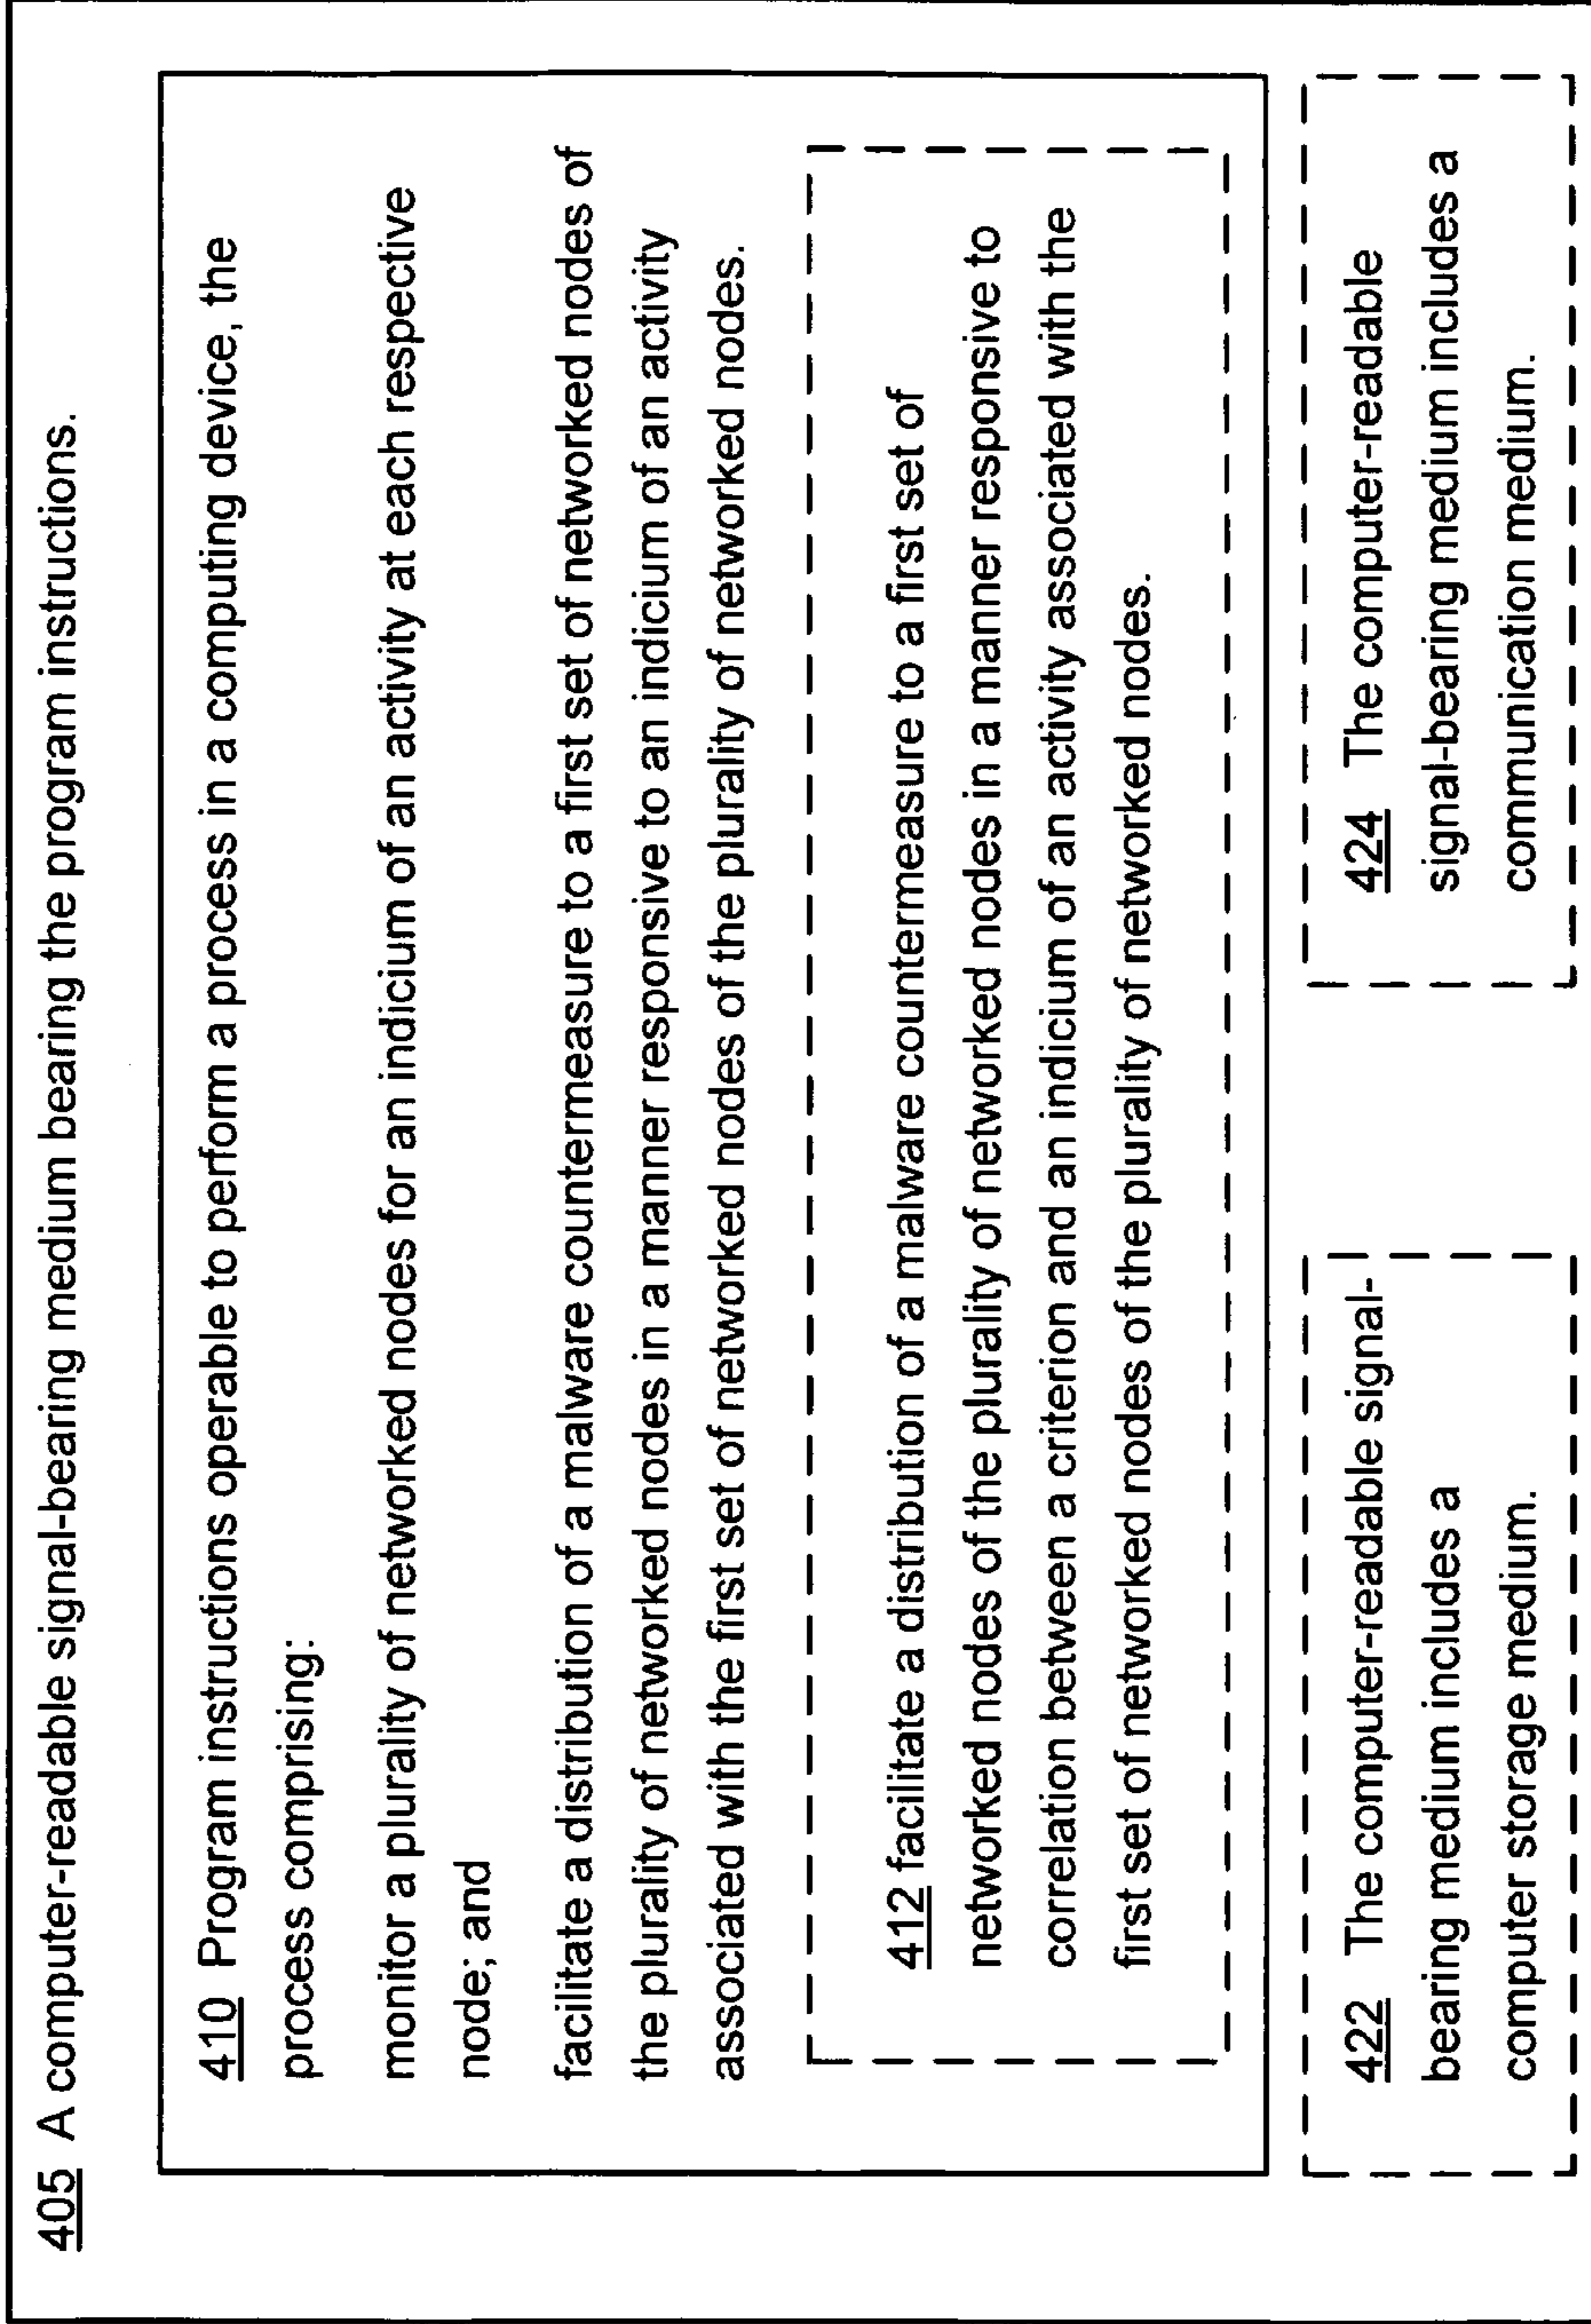 405 A computer-readable signal-bearing medium bearing the program instructions.
410 Program instructions operable to perform a process in a computing device, the
process comprising:
monitor a plurality of networked nodes for an indicium of an activity at each respective
node; and
facilitate a distribution of a malware countermeasure to a first set of networked nodes of
the plurality of networked nodes in a manner responsive to an indicium of an activity
associated with the first set of networked nodes of the plurality of networked nodes.
412 facilitate a distribution of a malware countermeasure to a first set of
networked nodes of the plurality of networked nodes in a manner responsive to
correlation between a criterion and an indicium of an activity associated with the
first set of networked nodes of the plurality of networked nodes.
422 The computer-readable signal-
bearing medium includes a
computer storage medium.
424 The computer-readable
signal-bearing medium includes a
communication medium.